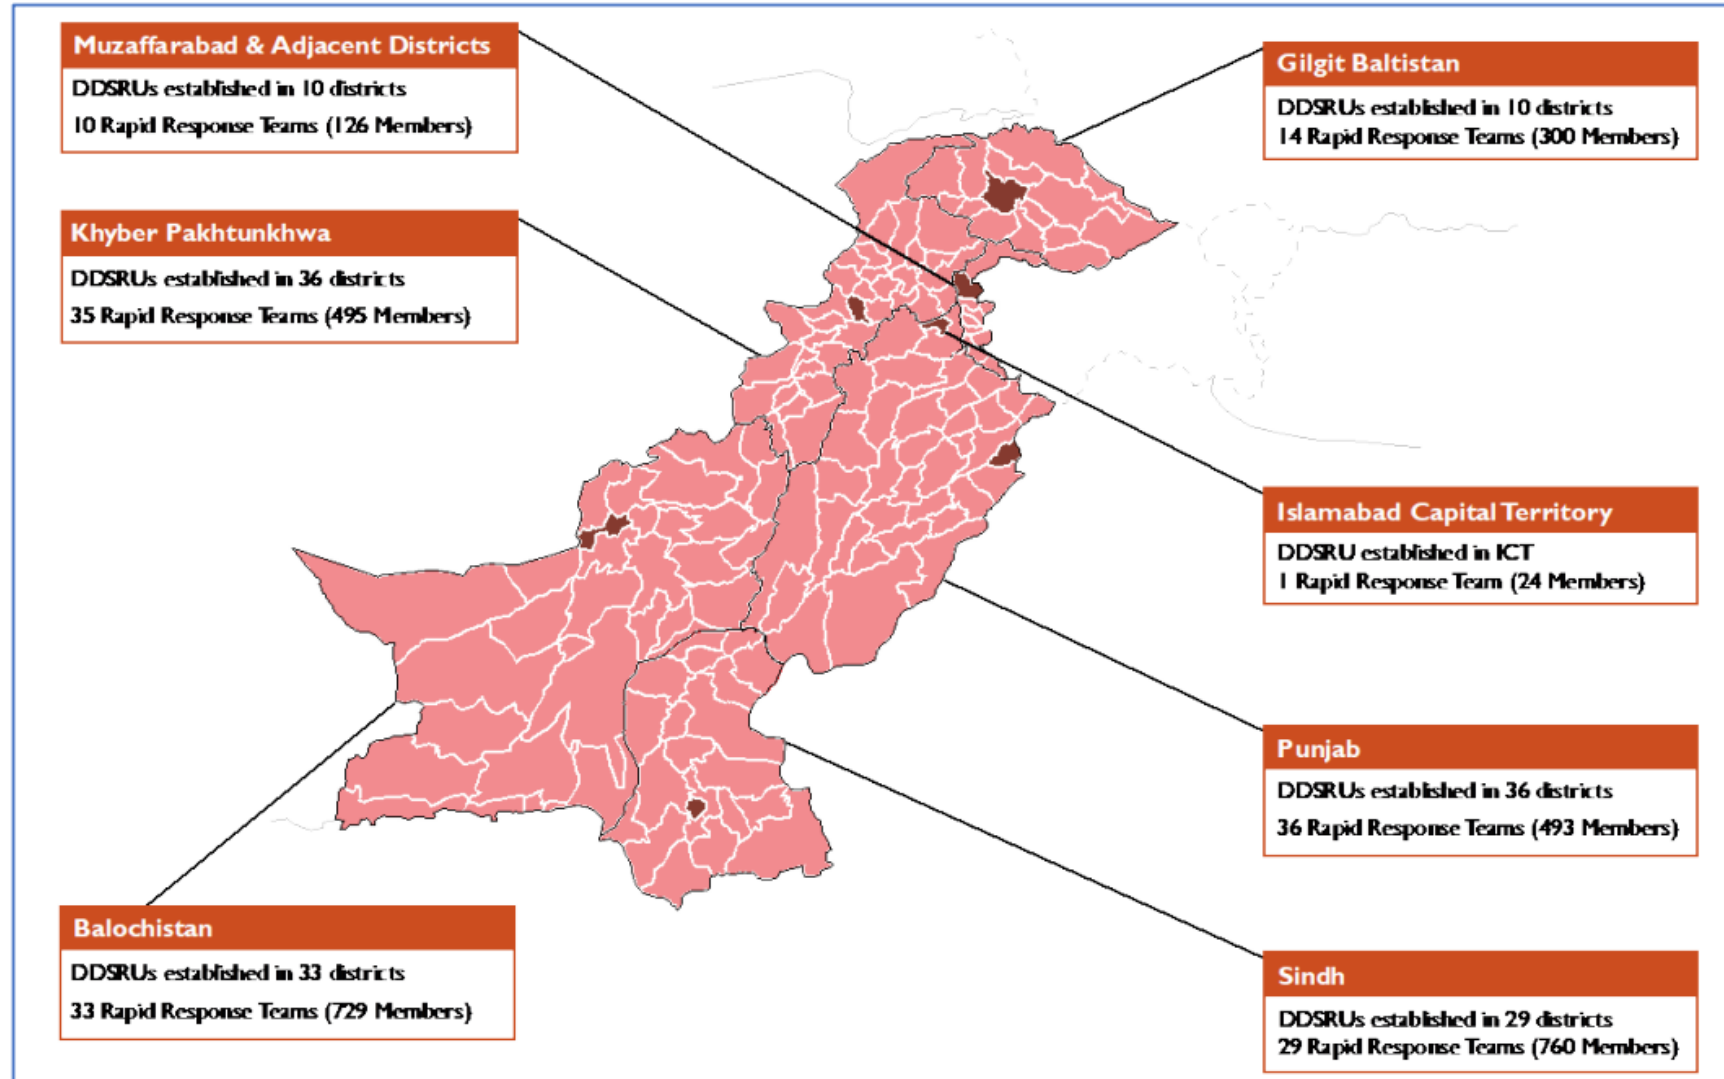 Muzaffarabad & Adjacent Districts
DDSRUs established in 10 districts
10 Rapid Response Teams (126 Members)
Gilgit Baltistan
DDSRUs established in 10 districts
14 Rapid Response Teams (300 Members)
Khyber Pakhtunkhwa
DDSRUs established in 36 districts
35 Rapid Response Teams (495 Members)
Islamabad Capital Territory
DDSRU established in ICT
1 Rapid Response Team (24 Members)
Punjab
DDSRUs established in 36 districts
36 Rapid Response Teams (493 Members)
Balochistan
DDSRUs established in 33 districts
33 Rapid Response Teams (729 Members)
Sindh
DDSRUs established in 29 districts
29 Rapid Response Teams (760 Members)